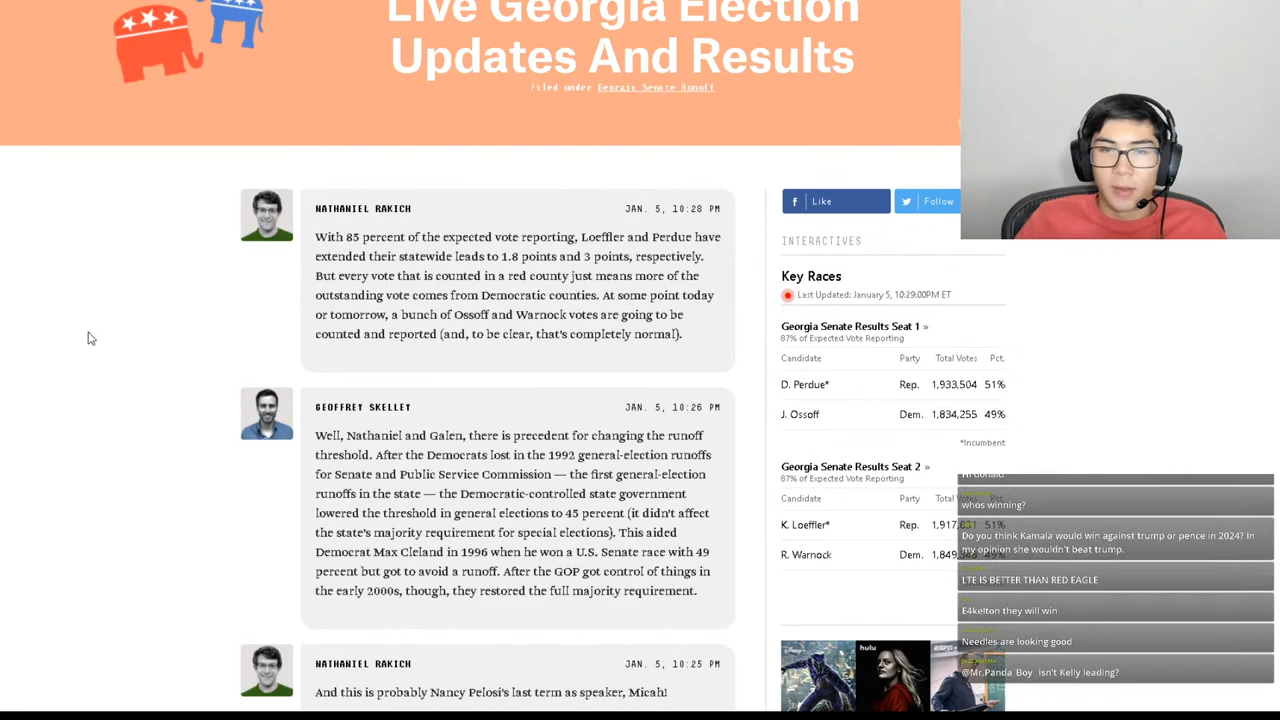 Live Georgia Election
Updates And Results
Filed under Georgia Senate Runoff
NATHANIEL RAKICH
JAN. 5, 10:28 PM
With 85 percent of the expected vote reporting, Loeffler and Perdue have
extended their statewide leads to 1.8 points and 3 points, respectively.
But every vote that is counted in a red county just means more of the
outstanding vote comes from Democratic counties. At some point today
or tomorrow, a bunch of Ossoff and Warnock votes are going to be
counted and reported (and, to be clear, that's completely normal).
GEOFFREY SKELLEY
JAN. 5, 10:26 PM
Well, Nathaniel and Galen, there is precedent for changing the runoff
threshold. After the Democrats lost in the 1992 general-election runoffs
for Senate and Public Service Commission — the first general-election
runoffs in the state — the Democratic-controlled state government
lowered the threshold in general elections to 45 percent (it didn't affect
the state's majority requirement for special elections). This aided
Democrat Max Cleland in 1996 when he won a U.S. Senate race with 49
percent but got to avoid a runoff. After the GOP got control of things in
the early 2000s, though, they restored the full majority requirement.
NATHANIEL RAKICH
JAN. 5, 10:25 PM
And this is probably Nancy Pelosi's last term as speaker, Micah!
Like
Follow
INTERACTIVES
Key Races
Last Updated: January 5, 10:29:00PM ET
Georgia Senate Results Seat 1 »
87% of Expected Vote Reporting
Candidate Party Total Votes Pct.
D. Perdue* Rep. 1,933,504 51%
J. Ossoff Dem. 1,834,255 49%
*Incumbent
Georgia Senate Results Seat 2 »
87% of Expected Vote Reporting
Candidate Party Total Votes Pct.
K. Loeffler* Rep. 51%
R. Warnock Dem. 49%
hulu
whos winning?
Do you think Kamala would win against trump or pence in 2024? In
my opinion she wouldn't beat trump.
LTE IS BETTER THAN RED EAGLE
E4kelton they will win
Needles are looking good
@Mr.Panda Boy isn't Kelly leading?